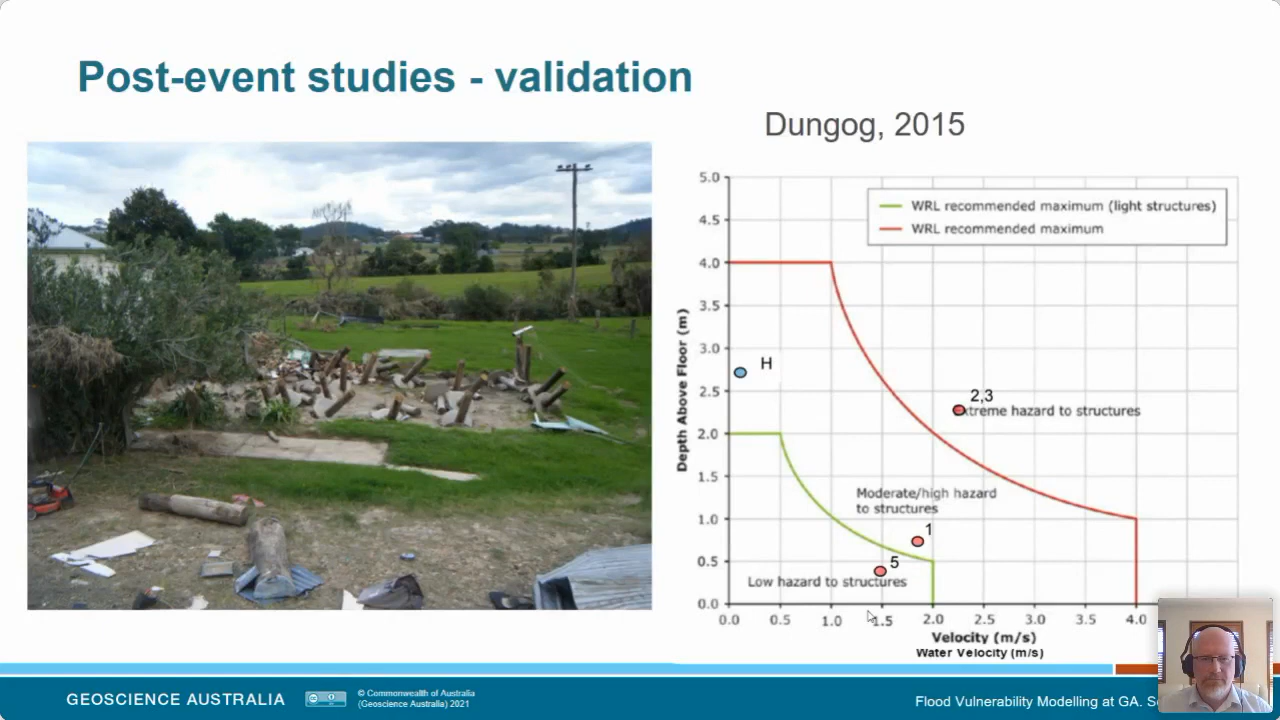 Post-event studies - validation
Dungog, 2015
5.0
4.5
4.0
3.5
3.0
2.5
2.0
1.5
1.0
0.5
0.0
Depth Above Floor (m)
WRL recommended maximum (light structures)
WRL recommended maximum
H
2,3
xtreme hazard to structures
Moderate/high hazard
to structures
1
5
Low hazard to structures
0.0 0.5 1.0 1.5 2.0 2.5 3.0 3.5 4.0
Velocity (m/s)
Water Velocity (m/s)
GEOSCIENCE AUSTRALIA
© Commonwealth of Australia
(Geoscience Australia) 2021
Flood Vulnerability Modelling at GA.